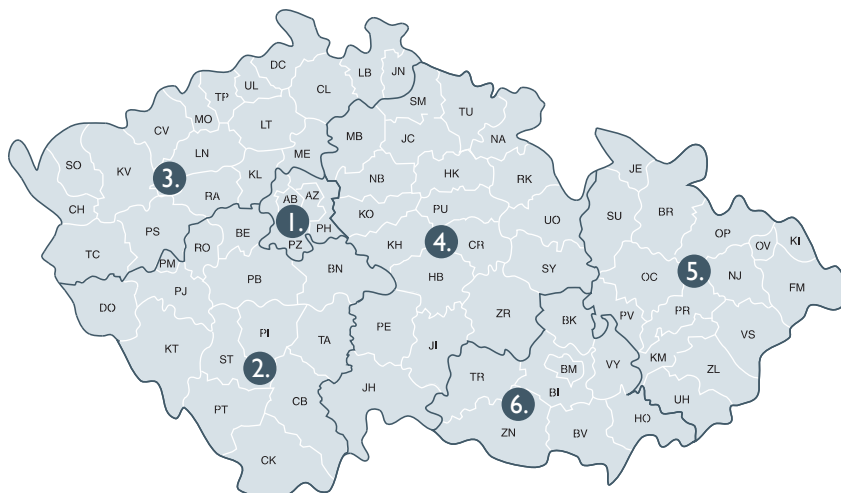 DC
LB
JN
TP
UL
CL
SM
TU
CV
MO
LT
MB
JC
NA
SO
KV
LN
ME
3.
KL
NB
HK
RK
JE
CH
RA
AB
AZ
KO
PU
UO
SU
BR
PS
RO
BE
1.
PH
PZ
KH
4.
CR
OP
OV
KI
TC
PM
BN
SY
OC
5.
NJ
FM
PJ
PB
HB
DO
KT
ST
PI
TA
PE
JI
ZR
BK
PV
PR
VS
2.
TR
BM
VY
KM
ZL
PT
CB
JH
6.
BI
UH
HO
ZN
BV
CK